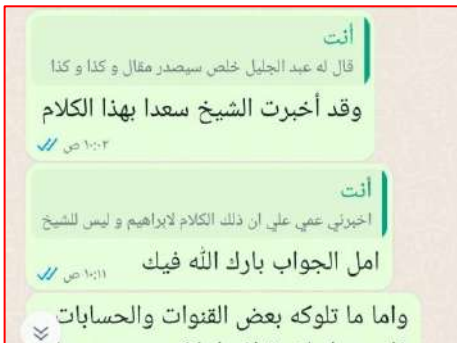 أنت
قال له عبد الجليل خلص سيصدر مقال و كذا و كذا
وقد أخبرت الشيخ سعدا بهذا الكلام
١٠:٠٢ ص
أنت
اخبرني عمي علي ان ذلك الكلام لابراهيم و ليس للشيخ
امل الجواب بارك الله فيك
١٠:١١ ص
واما ما تلوكه بعض القنوات والحسابات